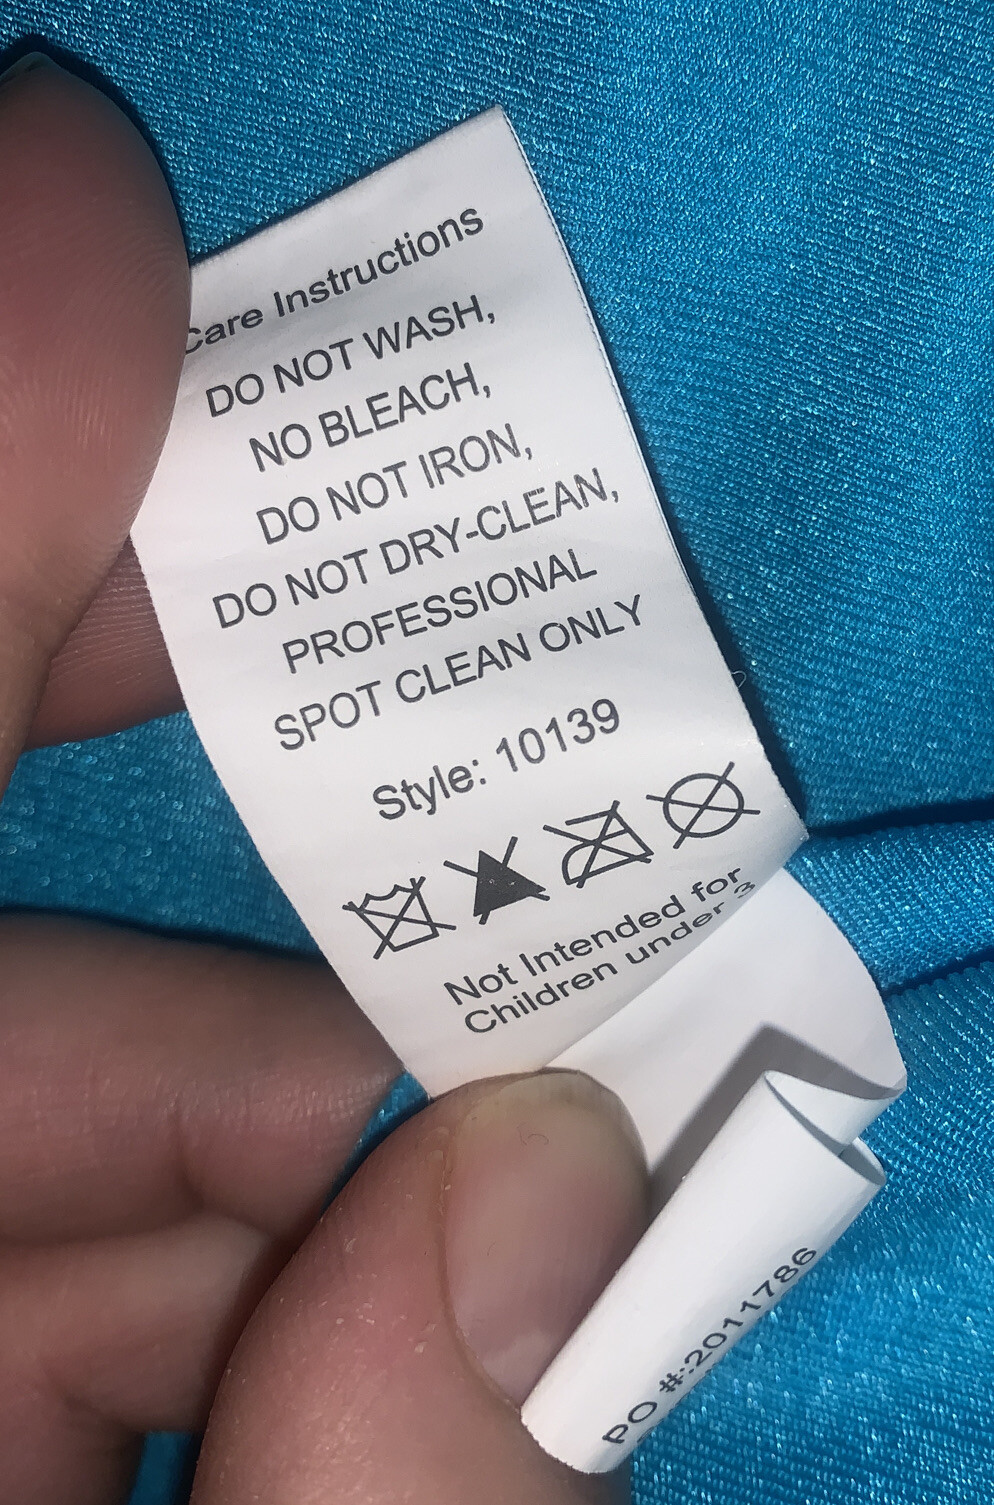 Care Instructions
DO NOT WASH,
NO BLEACH,
DO NOT IRON,
DO NOT DRY-CLEAN,
PROFESSIONAL
SPOT CLEAN ONLY
Style: 10139
Not Intended for
Children under 3
PO #:2011786